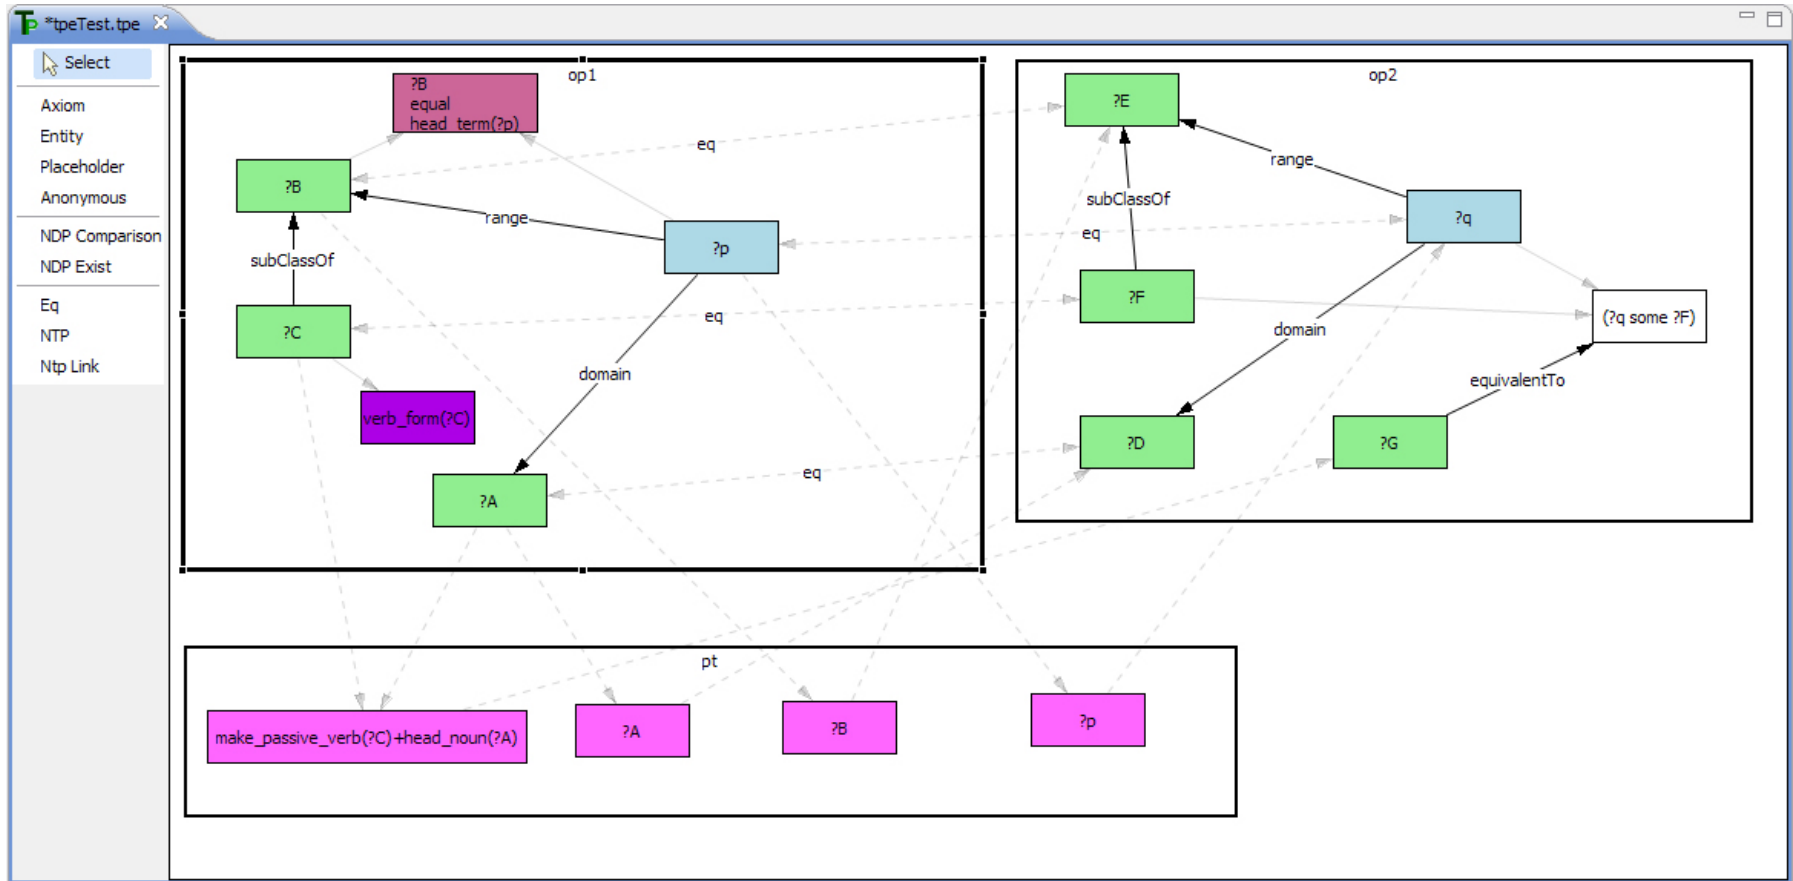 *tpeTest.tpe
Select
Axiom
Entity
Placeholder
Anonymous
NDP Comparison
NDP Exist
Eq
NTP
Ntp Link
op1
?B
equal
head_term(?p)
?B
range
?p
subClassOf
?C
verb_form(?C)
domain
?A
eq
eq
eq
eq
op2
?E
range
subClassOf
?q
?F
(?q some ?F)
domain
equivalentTo
?D
?G
pt
make_passive_verb(?C)+head_noun(?A)
?A
?B
?p